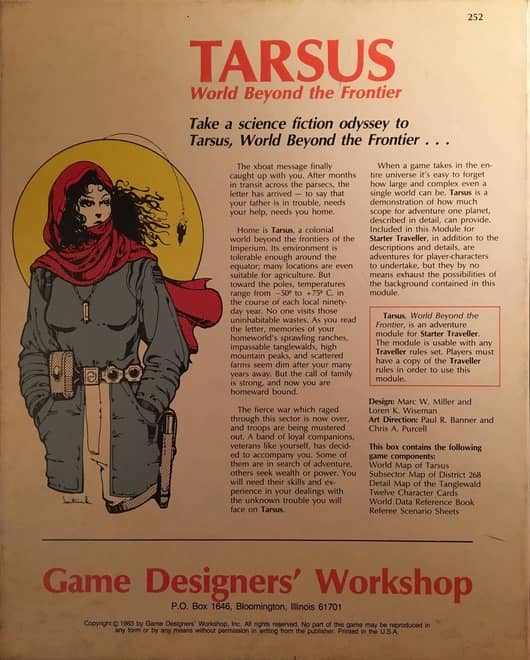 252
TARSUS
World Beyond the Frontier
Take a science fiction odyssey to
Tarsus, World Beyond the Frontier . . .
The xboat message finally
caught up with you. After months
in transit across the parsecs, the
letter has arrived — to say that
your father is in trouble, needs
your help, needs you home.
Home is Tarsus, a colonial
world beyond the frontiers of the
Imperium. Its environment is
tolerable enough around the
equator; many locations are even
suitable for agriculture. But
toward the poles, temperatures
range from −50º to +75º C. in
the course of each local ninety-
day year. No one visits those
uninhabitable wastes. As you read
the letter, memories of your
homeworld's sprawling ranches,
impassable tanglewalds, high
mountain peaks, and scattered
farms seem dim after your many
years away. But the call of family
is strong, and now you are
homeward bound.
The fierce war which raged
through this sector is now over,
and troops are being mustered
out. A band of loyal companions,
veterans like yourself, has decid-
ed to accompany you. Some of
them are in search of adventure,
others seek wealth or power. You
will need their skills and ex-
perience in your dealings with
the unknown trouble you will
face on Tarsus.
When a game takes in the en-
tire universe it's easy to forget
how large and complex even a
single world can be. Tarsus is a
demonstration of how much
scope for adventure one planet,
described in detail, can provide.
Included in this Module for
Starter Traveller, in addition to the
descriptions and details, are
adventures for player-characters
to undertake, but they by no
means exhaust the possibilities of
the background contained in this
module.
Tarsus, World Beyond the
Frontier, is an adventure
module for Starter Traveller.
The module is usable with any
Traveller rules set. Players must
have a copy of the Traveller
rules in order to use this
module.
Design: Marc W. Miller and
Loren K. Wiseman
Art Direction: Paul R. Banner and
Chris A. Purcell
This box contains the following
game components:
World Map of Tarsus
Subsector Map of District 268
Detail Map of the Tanglewald
Twelve Character Cards
World Data Reference Book
Referee Scenario Sheets
Game Designers' Workshop
P.O. Box 1646, Bloomington, Illinois 61701
Copyright © 1983 by Game Designers' Workshop, Inc. All rights reserved. No part of this game may be reproduced in
any form or by any means without permission in writing from the publisher. Printed in the U.S.A.